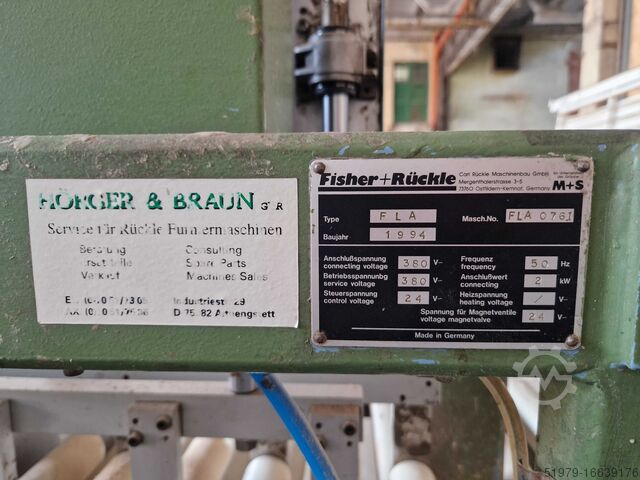 HÖRGER & BRAUN
Service für Rückle Furniermaschinen
Beratung Consulting
Spare Parts
Verkauf Machines Sales
Industriestr. 29
Fisher+Rückle
Carl Rückle Maschinenbau GmbH
Mergenthalerstrasse 3-5
73760 Ostfildern-Kemnat, Germany
M+S
Type FLA Masch.No. FLA 0761
Baujahr 1994
Anschlußspannung
connecting voltage 380 V~
Frequenz
frequency 50 Hz
Betriebsspannung
service voltage 380 V~
Anschlußwert
connecting 2 kW
Steuerspannung
control voltage 24 V~
Heizspannung
heating voltage / V~
Spannung für Magnetventile
voltage magnetvalve 24 V~
Made in Germany
51979-16639176